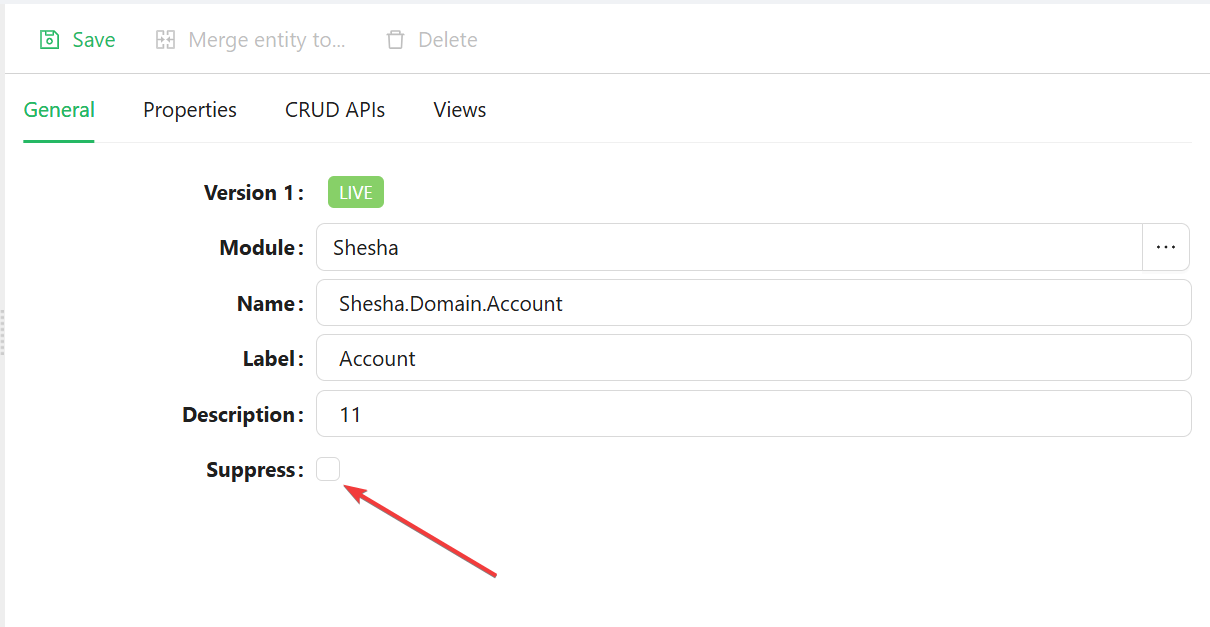 Save Merge entity to... Delete
General Properties CRUD APIs Views
Version 1: LIVE
Module: Shesha ...
Name: Shesha.Domain.Account
Label: Account
Description: 11
Suppress: